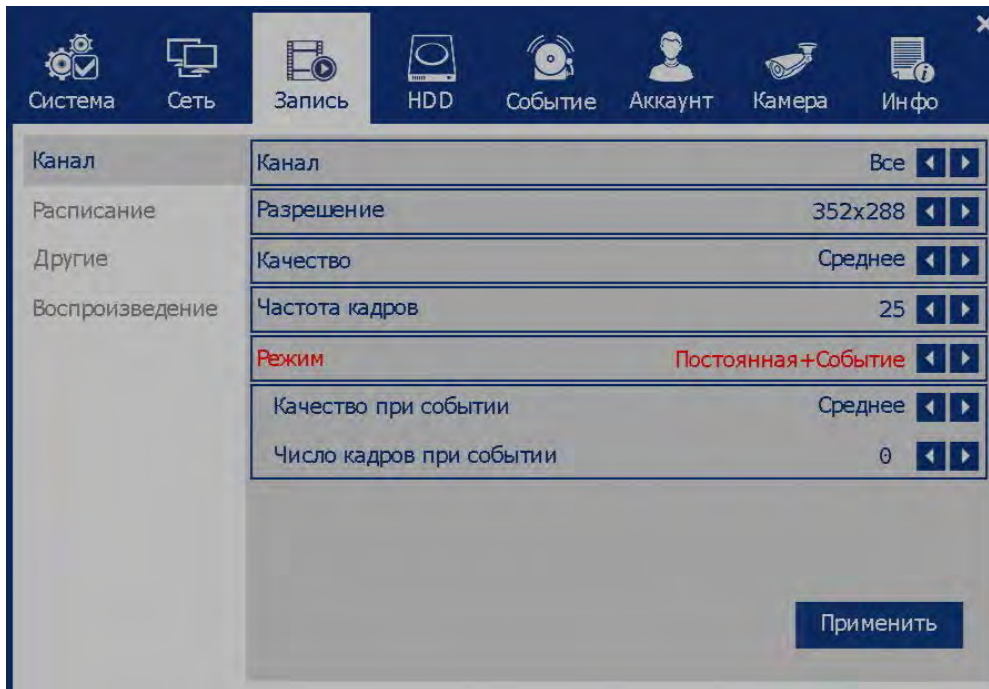 Система Сеть Запись HDD Событие Аккаунт Камера Инфо
Канал
Расписание
Другие
Воспроизведение
Канал Все
Разрешение 352x288
Качество Среднее
Частота кадров 25
Режим Постоянная+Событие
Качество при событии Среднее
Число кадров при событии 0
Применить